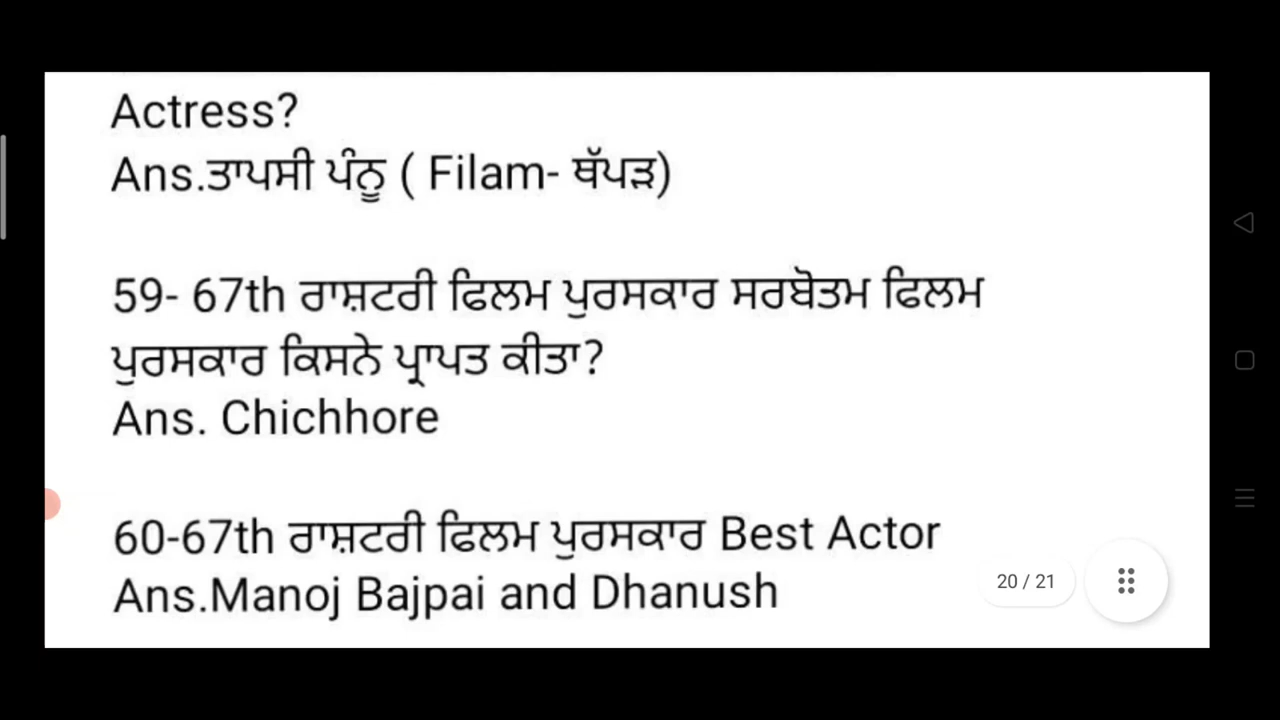 Actress?
Ans.ਤਾਪਸੀ ਪੰਨੂ ( Filam- ਥੱਪੜ)
59- 67th ਰਾਸ਼ਟਰੀ ਫਿਲਮ ਪੁਰਸਕਾਰ ਸਰਬੋਤਮ ਫਿਲਮ
ਪੁਰਸਕਾਰ ਕਿਸਨੇ ਪ੍ਰਾਪਤ ਕੀਤਾ?
Ans. Chichhore
60-67th ਰਾਸ਼ਟਰੀ ਫਿਲਮ ਪੁਰਸਕਾਰ Best Actor
Ans.Manoj Bajpai and Dhanush
20 / 21